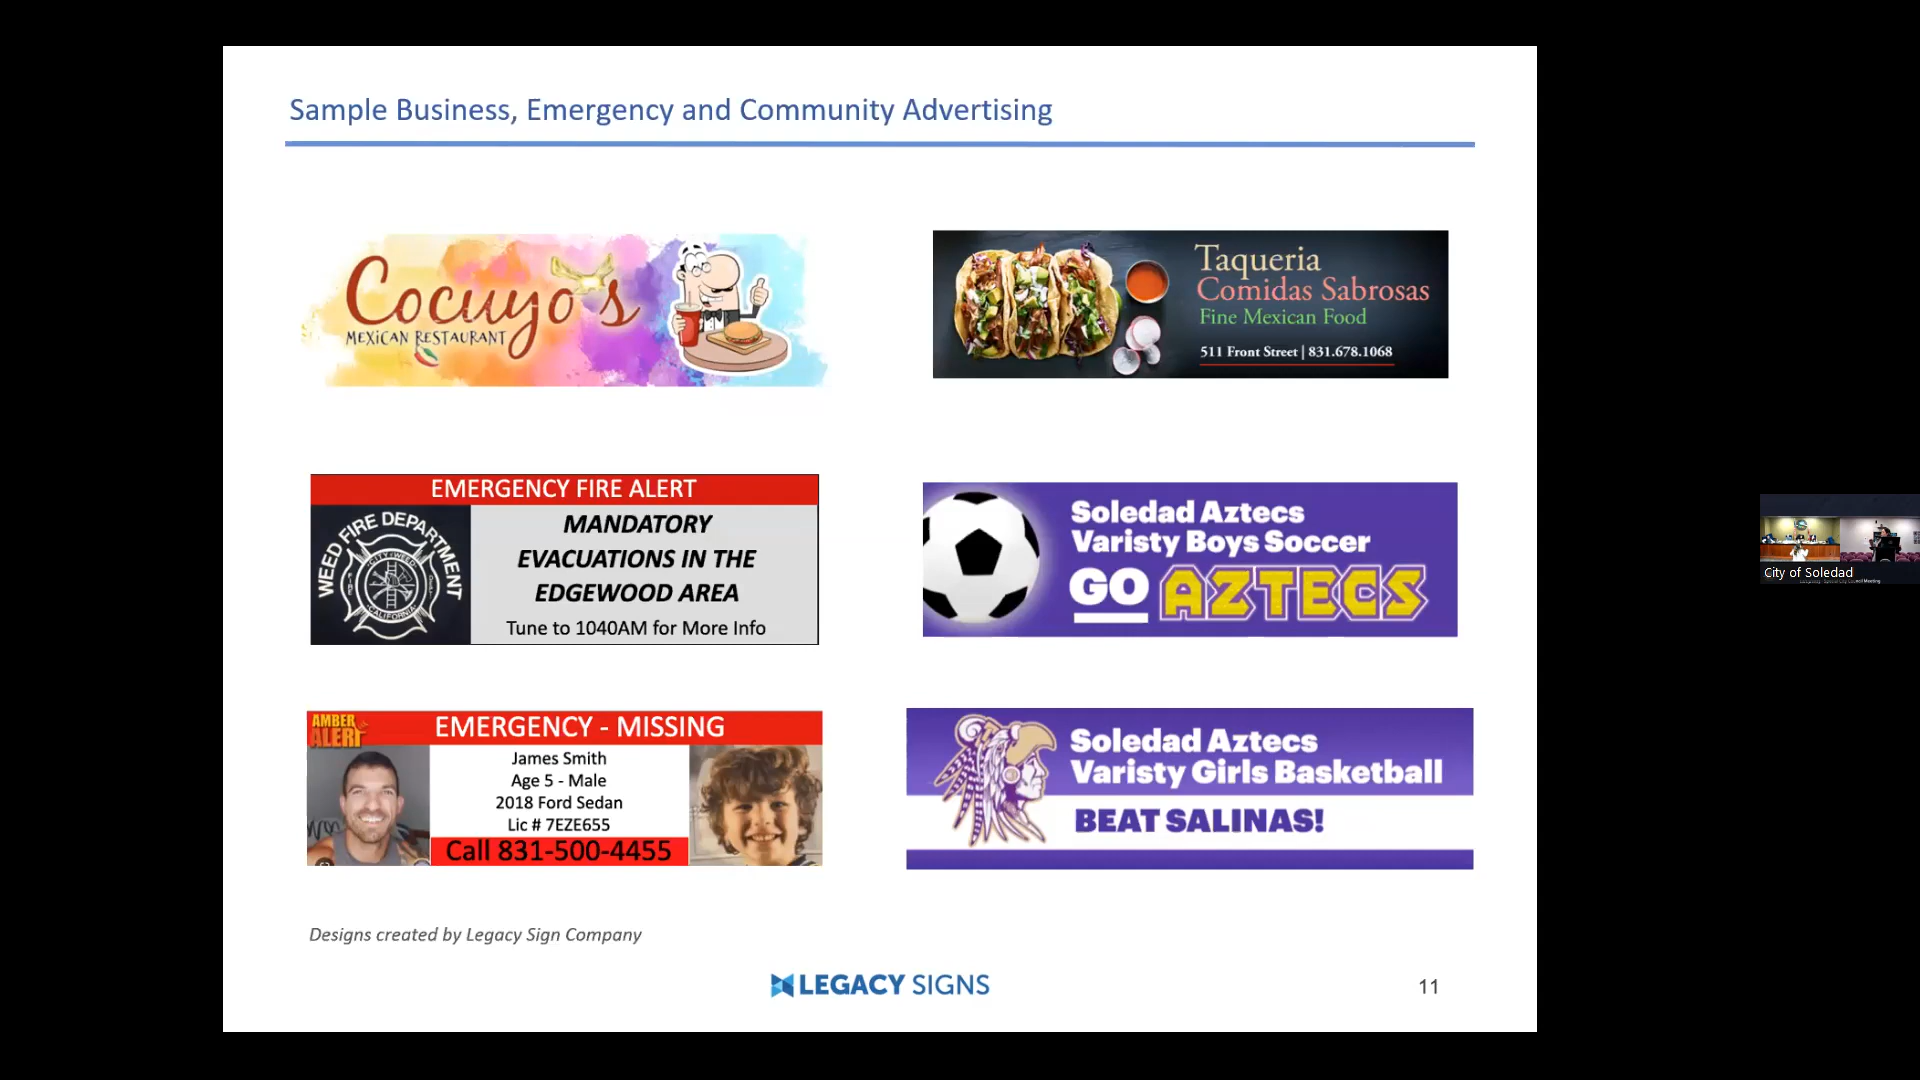 Sample Business, Emergency and Community Advertising
Cocuyo's
MEXICAN RESTAURANT
Taqueria
Comidas Sabrosas
Fine Mexican Food
511 Front Street | 831.678.1068
EMERGENCY FIRE ALERT
WEED FIRE DEPARTMENT
CALIFORNIA
MANDATORY
EVACUATIONS IN THE
EDGEWOOD AREA
Tune to 1040AM for More Info
Soledad Aztecs
Varisty Boys Soccer
GO AZTECS
AMBER
ALERT
EMERGENCY - MISSING
James Smith
Age 5 - Male
2018 Ford Sedan
Lic # 7EZE655
Call 831-500-4455
Soledad Aztecs
Varisty Girls Basketball
BEAT SALINAS!
Designs created by Legacy Sign Company
LEGACY SIGNS
11
City of Soledad